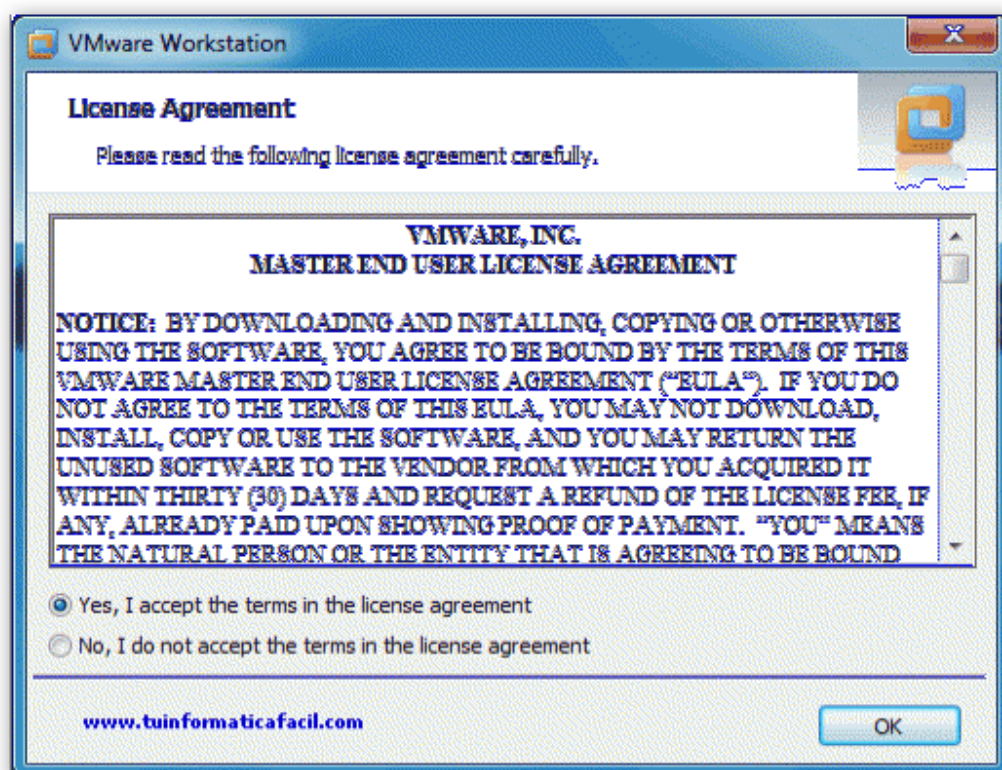 VMware Workstation
License Agreement
Please read the following license agreement carefully.
VMWARE, INC.
MASTER END USER LICENSE AGREEMENT
NOTICE: BY DOWNLOADING AND INSTALLING, COPYING OR OTHERWISE
USING THE SOFTWARE, YOU AGREE TO BE BOUND BY THE TERMS OF THIS
VMWARE MASTER END USER LICENSE AGREEMENT (“EULA”). IF YOU DO
NOT AGREE TO THE TERMS OF THIS EULA, YOU MAY NOT DOWNLOAD,
INSTALL, COPY OR USE THE SOFTWARE, AND YOU MAY RETURN THE
UNUSED SOFTWARE TO THE VENDOR FROM WHICH YOU ACQUIRED IT
WITHIN THIRTY (30) DAYS AND REQUEST A REFUND OF THE LICENSE FEE, IF
ANY, ALREADY PAID UPON SHOWING PROOF OF PAYMENT. “YOU” MEANS
THE NATURAL PERSON OR THE ENTITY THAT IS AGREEING TO BE BOUND
Yes, I accept the terms in the license agreement
No, I do not accept the terms in the license agreement
www.tuinformaticafacil.com
OK